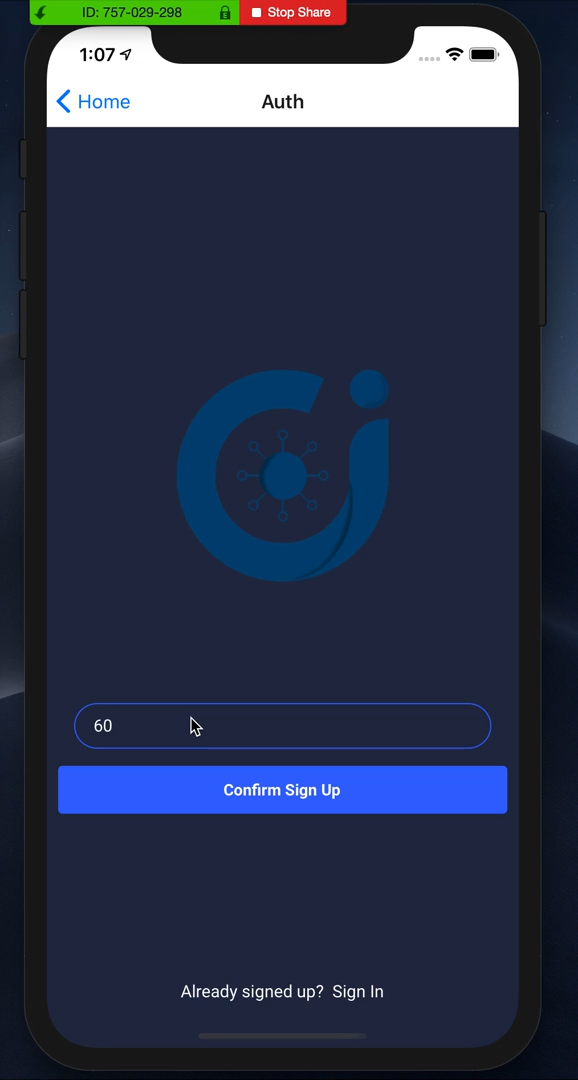 ID: 757-029-298 Stop Share
1:07
Home Auth
60
Confirm Sign Up
Already signed up? Sign In